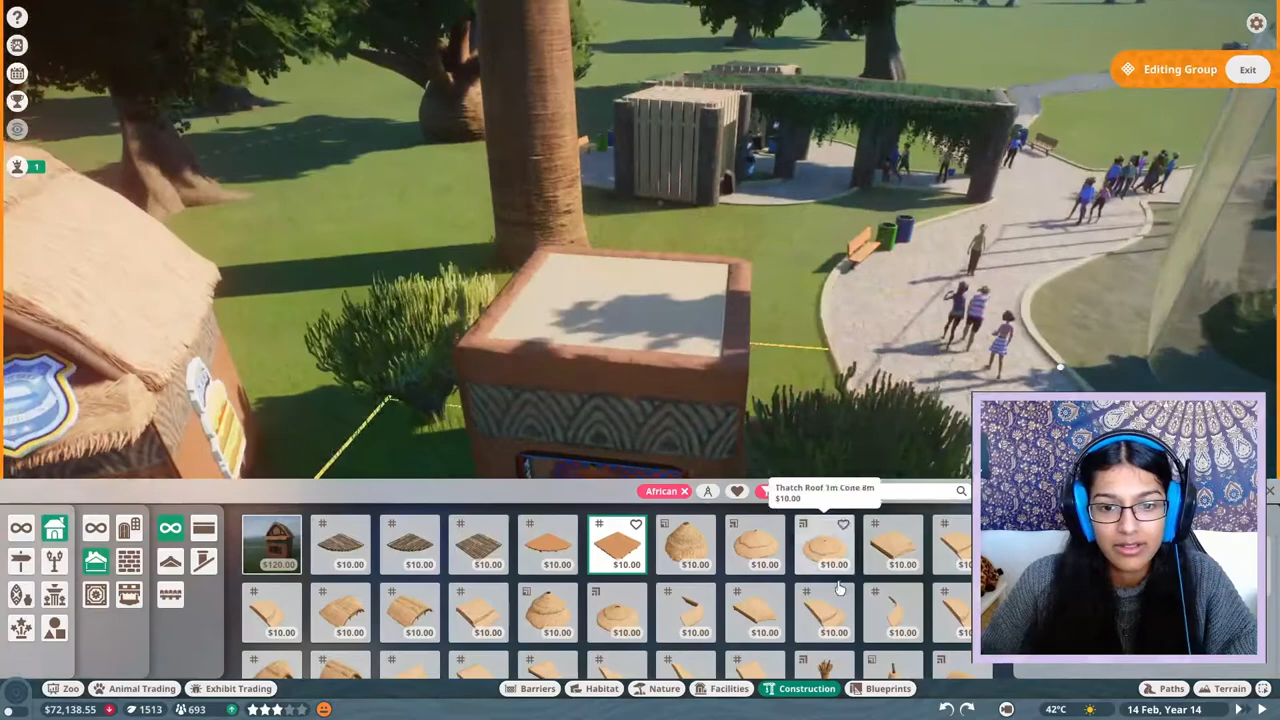 ?
Editing Group Exit
1
African ×
Thatch Roof 1m Cone 8m
$10.00
$120.00 $10.00 $10.00 $10.00 $10.00 $10.00 $10.00 $10.00 $10.00 $10.00
$10.00 $10.00 $10.00 $10.00 $10.00 $10.00 $10.00 $10.00 $10.00 $10.00
Zoo Animal Trading Exhibit Trading Barriers Habitat Nature Facilities Construction Blueprints Paths Terrain
$72,138.55 1513 693 42°C 14 Feb, Year 14